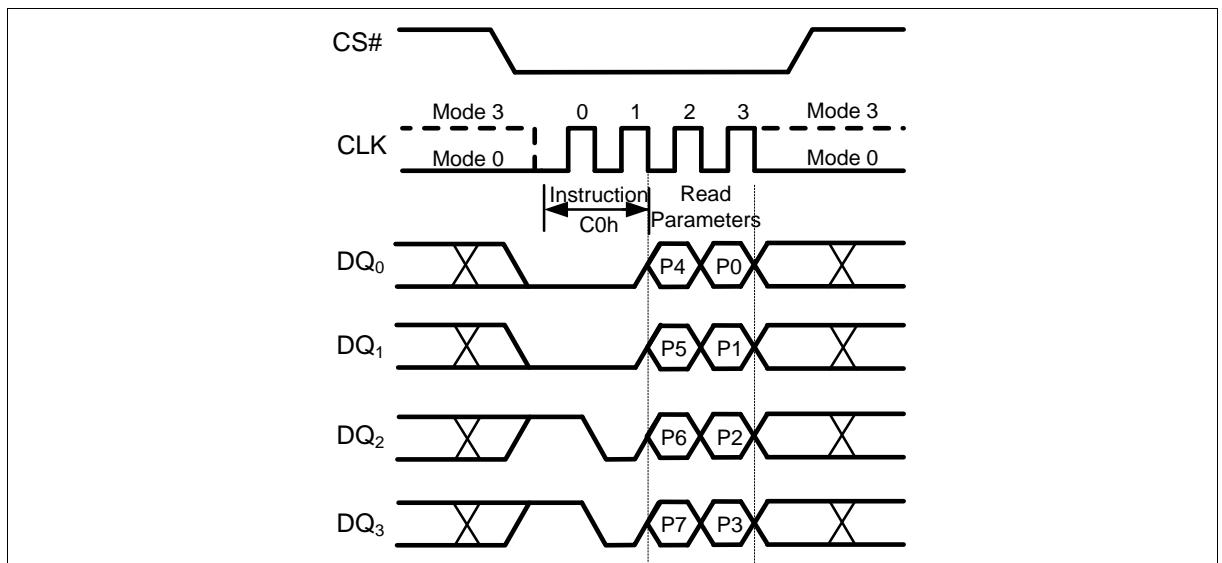 CS#
Mode 3 0 1 2 3 Mode 3
CLK
Mode 0 Mode 0
Instruction Read
C0h Parameters
DQ0 P4 P0
DQ1 P5 P1
DQ2 P6 P2
DQ3 P7 P3